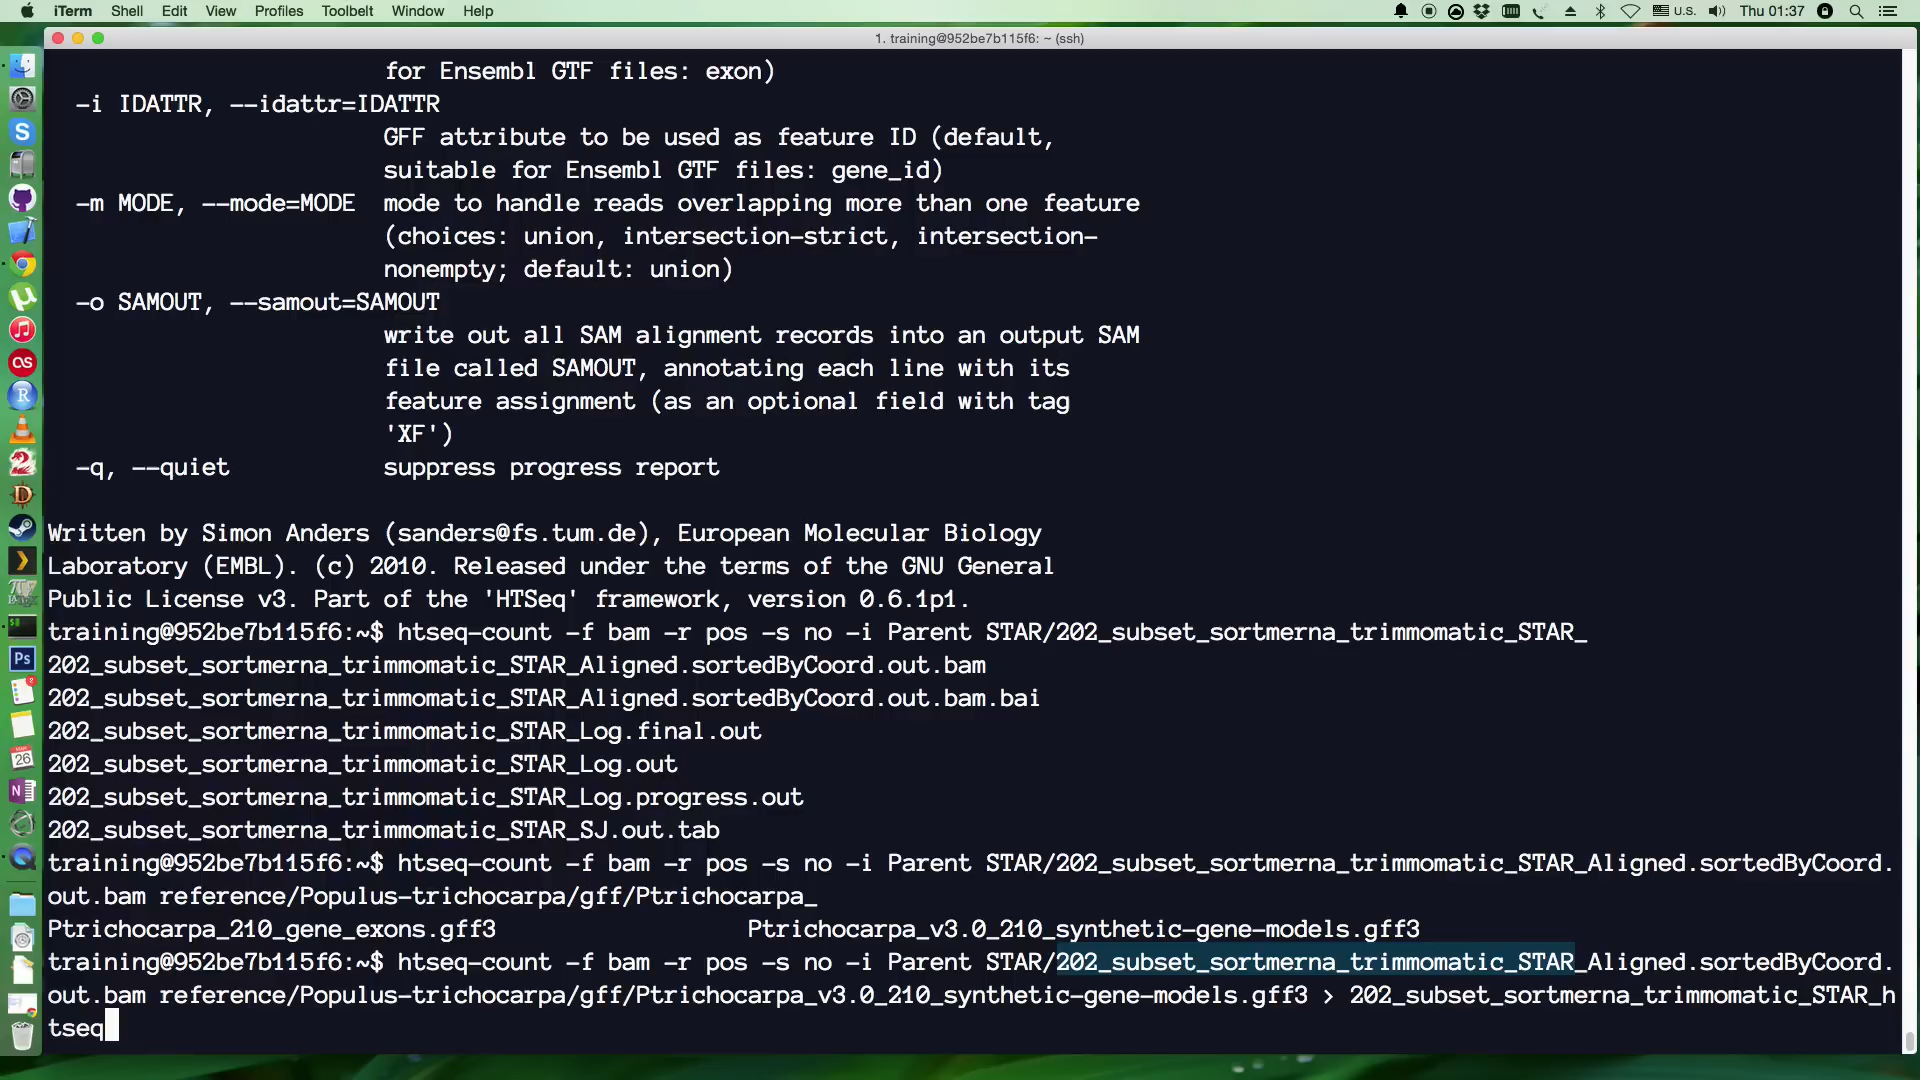 iTerm Shell Edit View Profiles Toolbelt Window Help U.S. Thu 01:37
1. training@952be7b115f6: ~ (ssh)
for Ensembl GTF files: exon)
-i IDATTR, --idattr=IDATTR
GFF attribute to be used as feature ID (default,
suitable for Ensembl GTF files: gene_id)
-m MODE, --mode=MODE mode to handle reads overlapping more than one feature
(choices: union, intersection-strict, intersection-
nonempty; default: union)
-o SAMOUT, --samout=SAMOUT
write out all SAM alignment records into an output SAM
file called SAMOUT, annotating each line with its
feature assignment (as an optional field with tag
'XF')
-q, --quiet suppress progress report
Written by Simon Anders (sanders@fs.tum.de), European Molecular Biology
Laboratory (EMBL). (c) 2010. Released under the terms of the GNU General
Public License v3. Part of the 'HTSeq' framework, version 0.6.1p1.
training@952be7b115f6:~$ htseq-count -f bam -r pos -s no -i Parent STAR/202_subset_sortmerna_trimmomatic_STAR_
202_subset_sortmerna_trimmomatic_STAR_Aligned.sortedByCoord.out.bam
202_subset_sortmerna_trimmomatic_STAR_Aligned.sortedByCoord.out.bam.bai
202_subset_sortmerna_trimmomatic_STAR_Log.final.out
202_subset_sortmerna_trimmomatic_STAR_Log.out
202_subset_sortmerna_trimmomatic_STAR_Log.progress.out
202_subset_sortmerna_trimmomatic_STAR_SJ.out.tab
training@952be7b115f6:~$ htseq-count -f bam -r pos -s no -i Parent STAR/202_subset_sortmerna_trimmomatic_STAR_Aligned.sortedByCoord.
out.bam reference/Populus-trichocarpa/gff/Ptrichocarpa_
Ptrichocarpa_210_gene_exons.gff3 Ptrichocarpa_v3.0_210_synthetic-gene-models.gff3
training@952be7b115f6:~$ htseq-count -f bam -r pos -s no -i Parent STAR/202_subset_sortmerna_trimmomatic_STAR_Aligned.sortedByCoord.
out.bam reference/Populus-trichocarpa/gff/Ptrichocarpa_v3.0_210_synthetic-gene-models.gff3 > 202_subset_sortmerna_trimmomatic_STAR_h
tseq